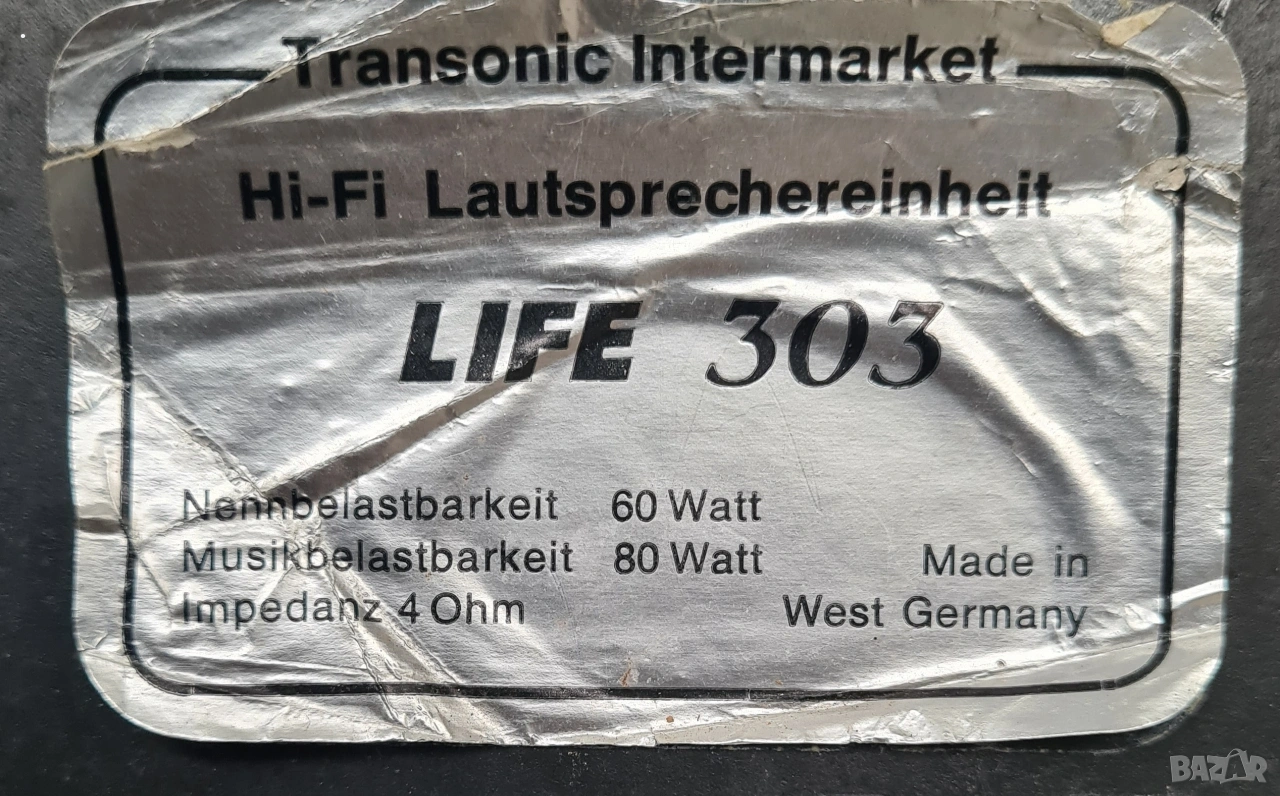 Transonic Intermarket
Hi-Fi Lautsprechereinheit
LIFE 303
Nennbelastbarkeit 60 Watt
Musikbelastbarkeit 80 Watt
Impedanz 4 Ohm
Made in
West Germany
BAZAR